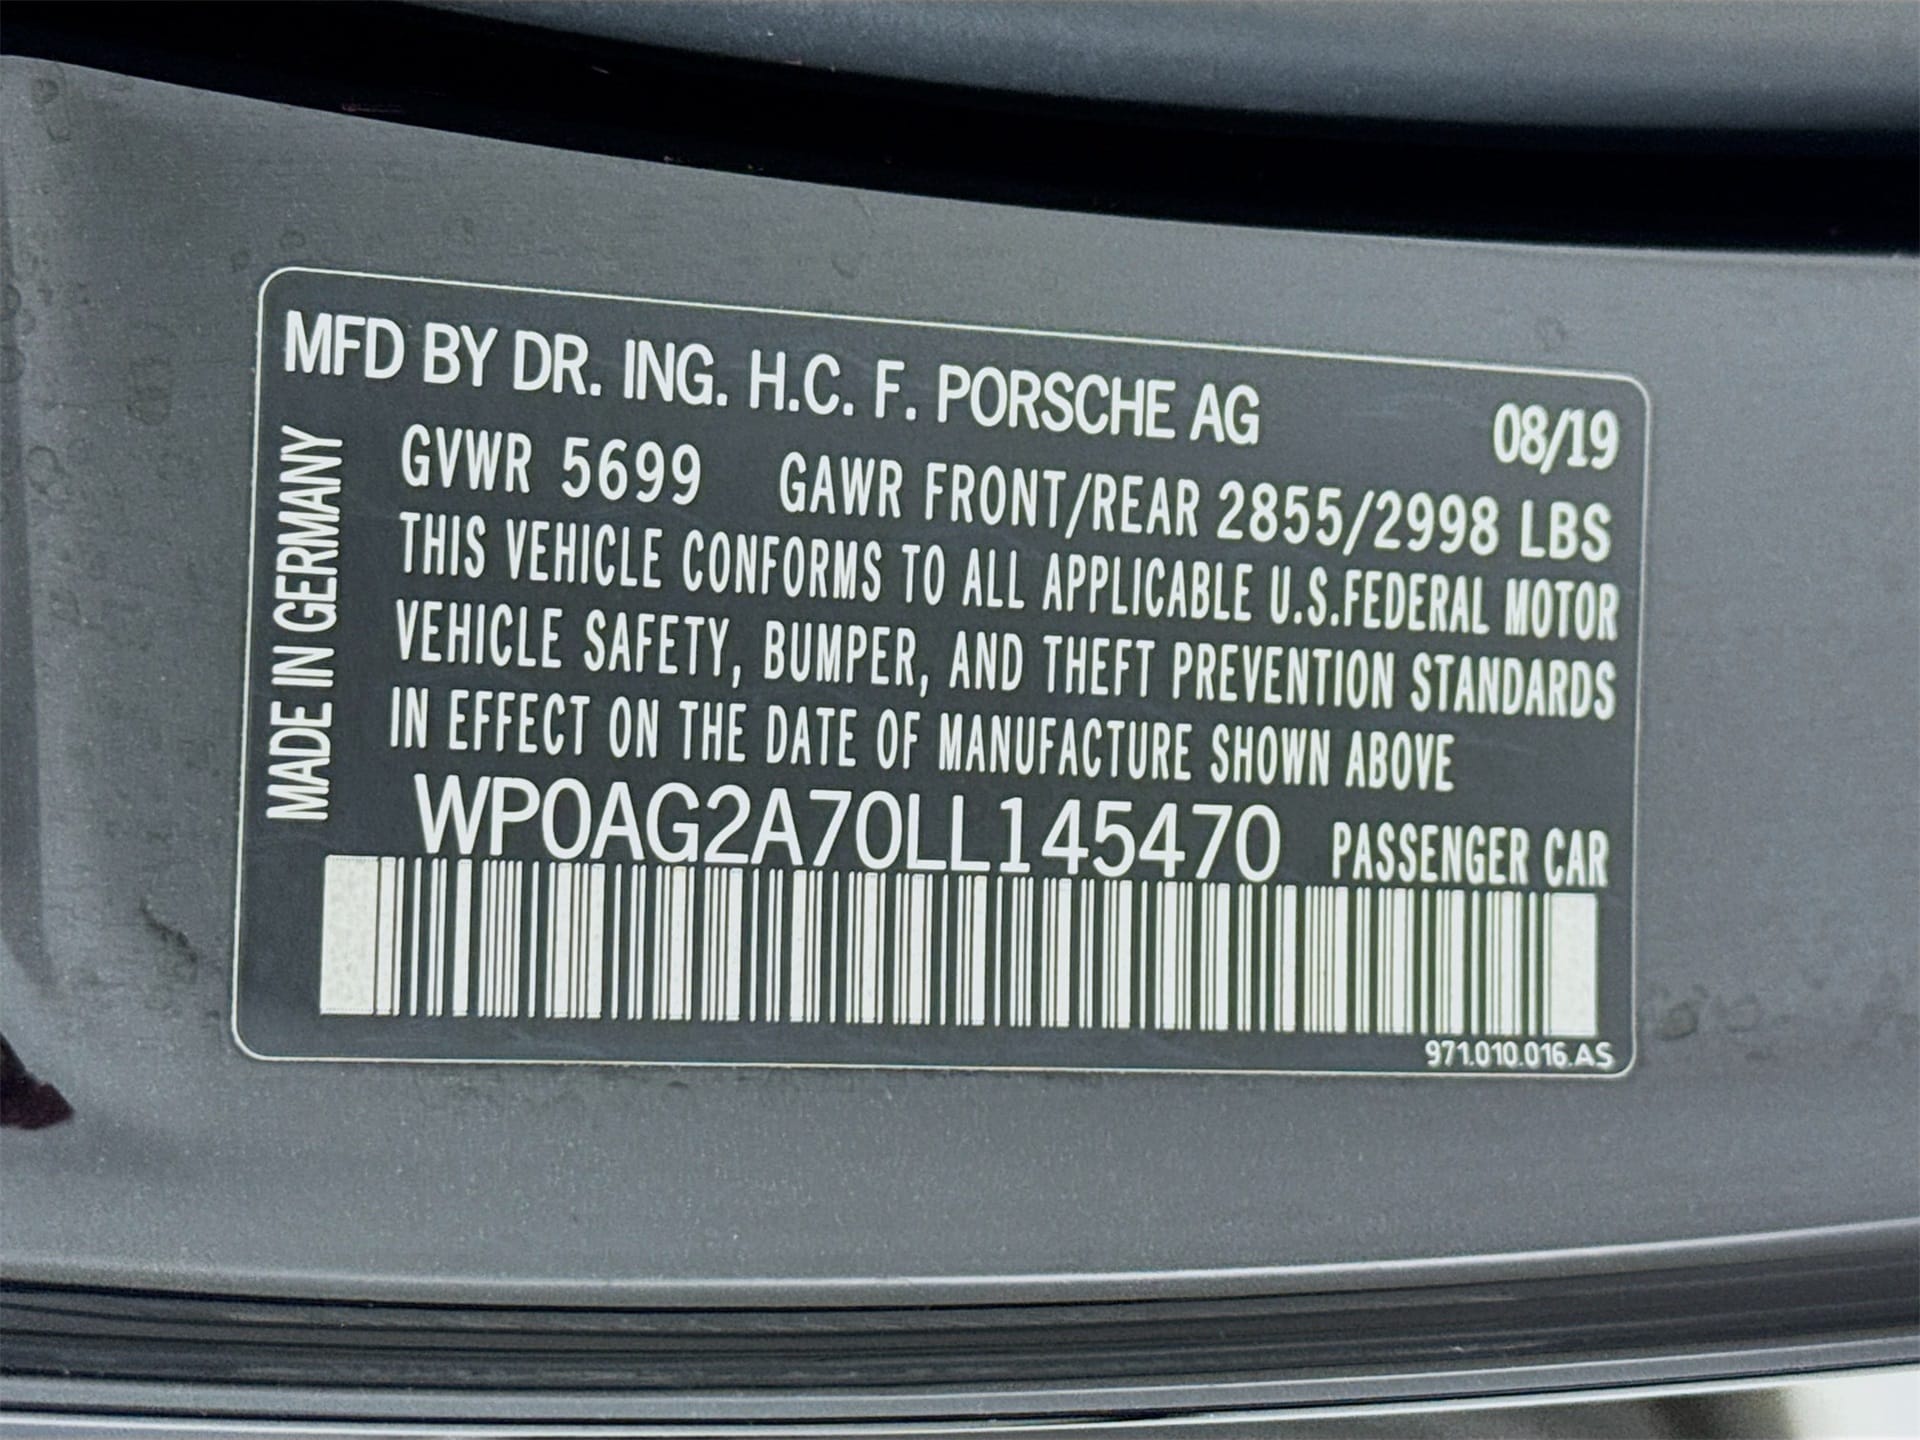 MFD BY DR. ING. H.C. F. PORSCHE AG 08/19
GVWR 5699 GAWR FRONT/REAR 2855/2998 LBS
THIS VEHICLE CONFORMS TO ALL APPLICABLE U.S.FEDERAL MOTOR
VEHICLE SAFETY, BUMPER, AND THEFT PREVENTION STANDARDS
IN EFFECT ON THE DATE OF MANUFACTURE SHOWN ABOVE
WP0AG2A70LL145470 PASSENGER CAR
971.010.016.AS
MADE IN GERMANY